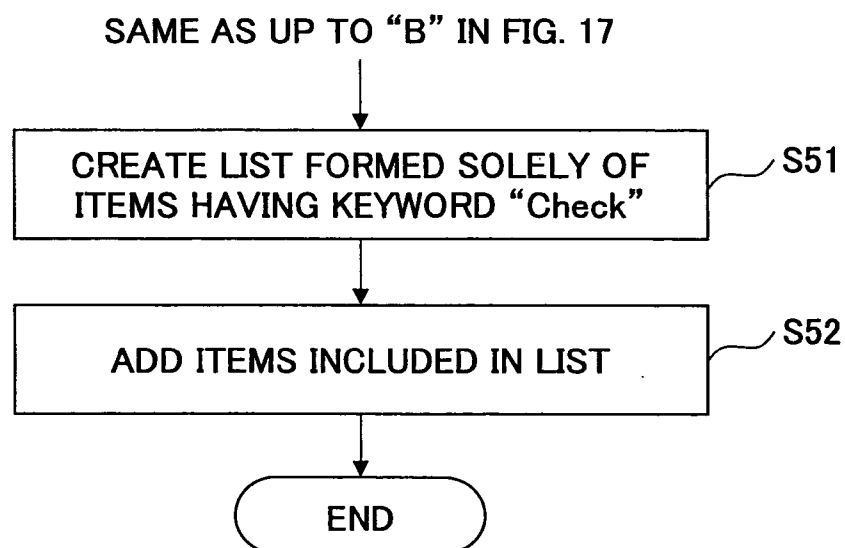 SAME AS UP TO “B” IN FIG. 17
CREATE LIST FORMED SOLELY OF
ITEMS HAVING KEYWORD “Check”
S51
ADD ITEMS INCLUDED IN LIST
S52
END